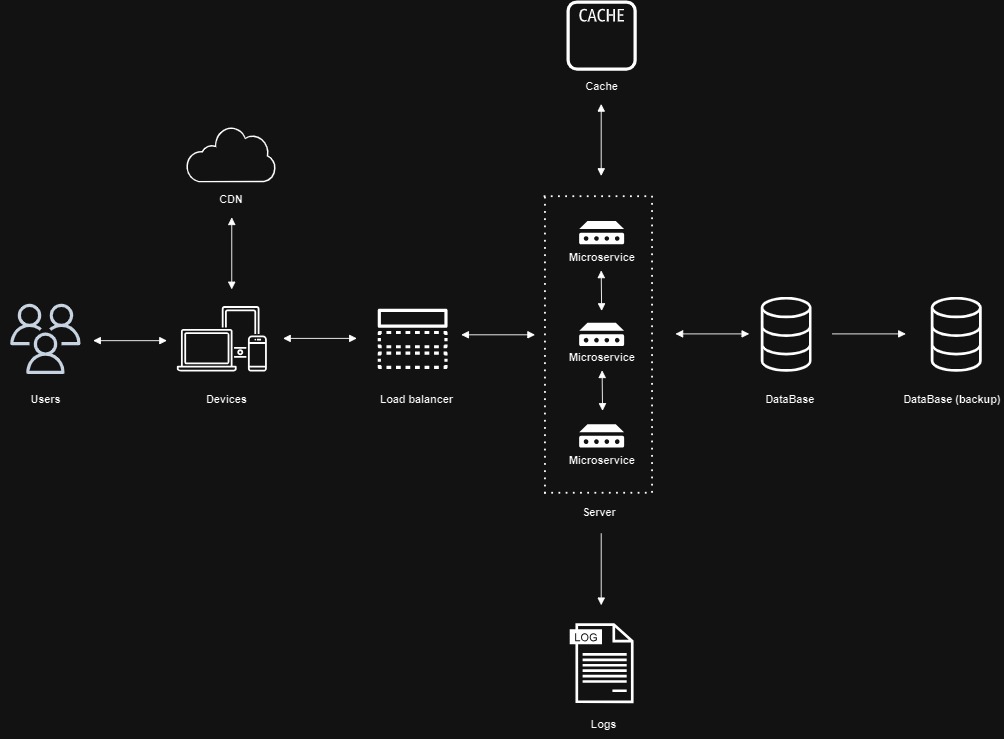 CACHE
Cache
CDN
Microservice
Microservice
Users
Devices
Load balancer
DataBase
DataBase (backup)
Microservice
Server
LOG
Logs